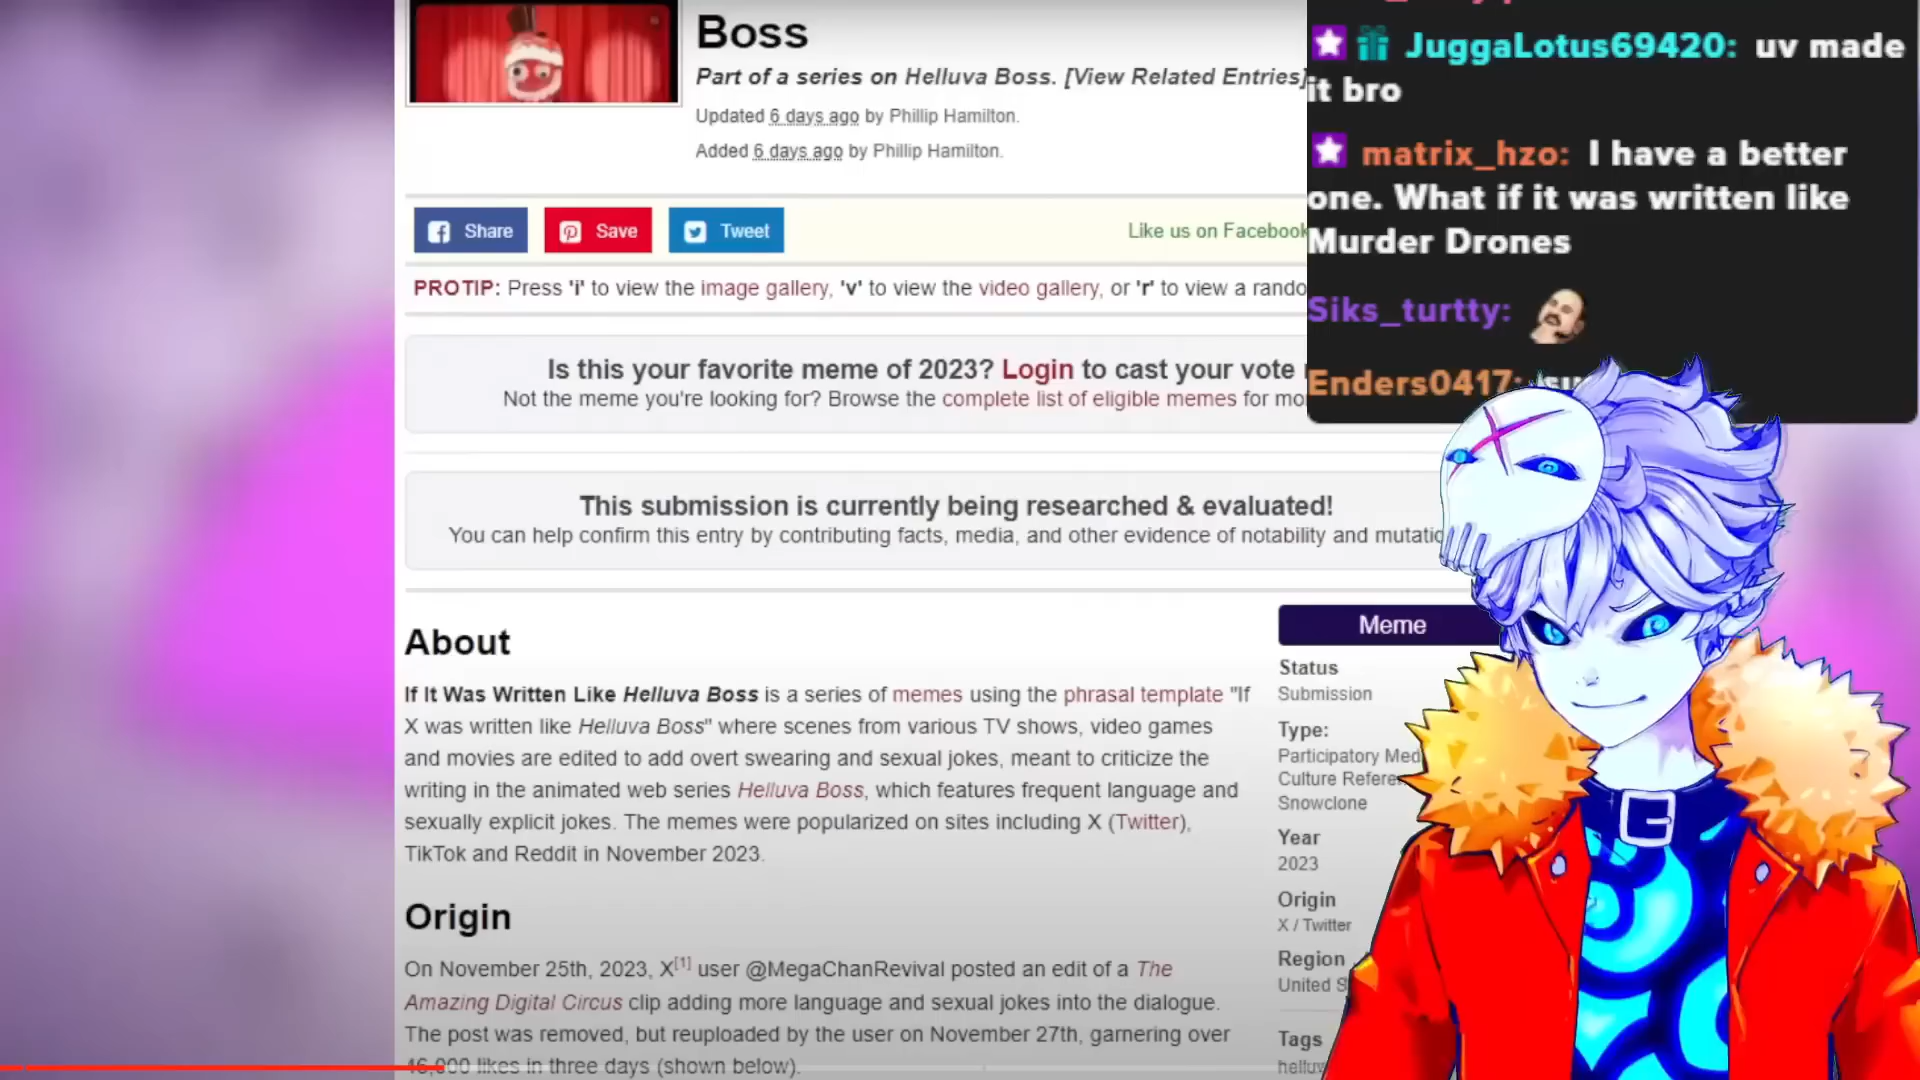 Boss
Part of a series on Helluva Boss. [View Related Entries]
Updated 6 days ago by Phillip Hamilton.
Added 6 days ago by Phillip Hamilton.
Share
Save
Tweet
Like us on Facebook
PROTIP: Press 'i' to view the image gallery, 'v' to view the video gallery, or 'r' to view a rando
Is this your favorite meme of 2023? Login to cast your vote
Not the meme you're looking for? Browse the complete list of eligible memes for mo
This submission is currently being researched & evaluated!
You can help confirm this entry by contributing facts, media, and other evidence of notability and mutatio
About
If It Was Written Like Helluva Boss is a series of memes using the phrasal template "If
X was written like Helluva Boss" where scenes from various TV shows, video games
and movies are edited to add overt swearing and sexual jokes, meant to criticize the
writing in the animated web series Helluva Boss, which features frequent language and
sexually explicit jokes. The memes were popularized on sites including X (Twitter),
TikTok and Reddit in November 2023.
Origin
On November 25th, 2023, X[1] user @MegaChanRevival posted an edit of a The
Amazing Digital Circus clip adding more language and sexual jokes into the dialogue.
The post was removed, but reuploaded by the user on November 27th, garnering over
likes in three days (shown below).
Meme
Status
Submission
Type:
Participatory Med
Culture Refere
Snowclone
Year
2023
Origin
X / Twitter
Region
United S
Tags
helluv
JuggaLotus69420: uv made
it bro
matrix_hzo: I have a better
one. What if it was written like
Murder Drones
Siks_turtty:
Enders0417: